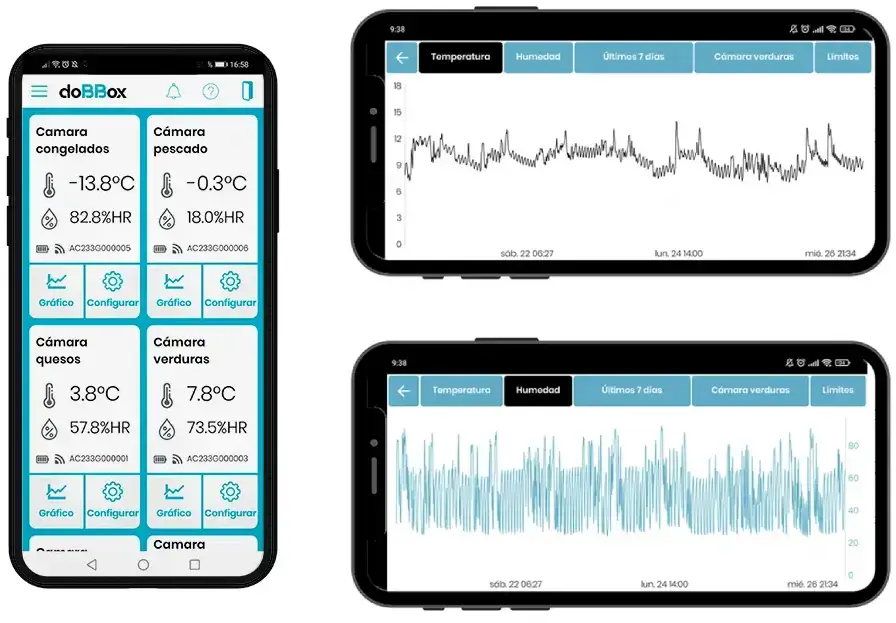 16:58
doBBox
Camara
congelados
-13.8ºC
82.8%HR
AC233G000005
Gráfico
Configurar
Cámara
pescado
-0.3ºC
18.0%HR
AC233G000006
Gráfico
Configurar
Cámara
quesos
3.8ºC
57.8%HR
AC233G000001
Gráfico
Configurar
Cámara
verduras
7.8ºC
73.5%HR
AC233G000003
Gráfico
Configurar
Camara
Camara
9:38
Temperatura
Humedad
Últimos 7 días
Cámara verduras
Límites
18
15
12
9
6
3
0
sáb. 22 06:27
lun. 24 14:00
mié. 26 21:34
9:38
Temperatura
Humedad
Últimos 7 días
Cámara verduras
Límites
80
60
40
20
0
sáb. 22 06:27
lun. 24 14:00
mié. 26 21:34